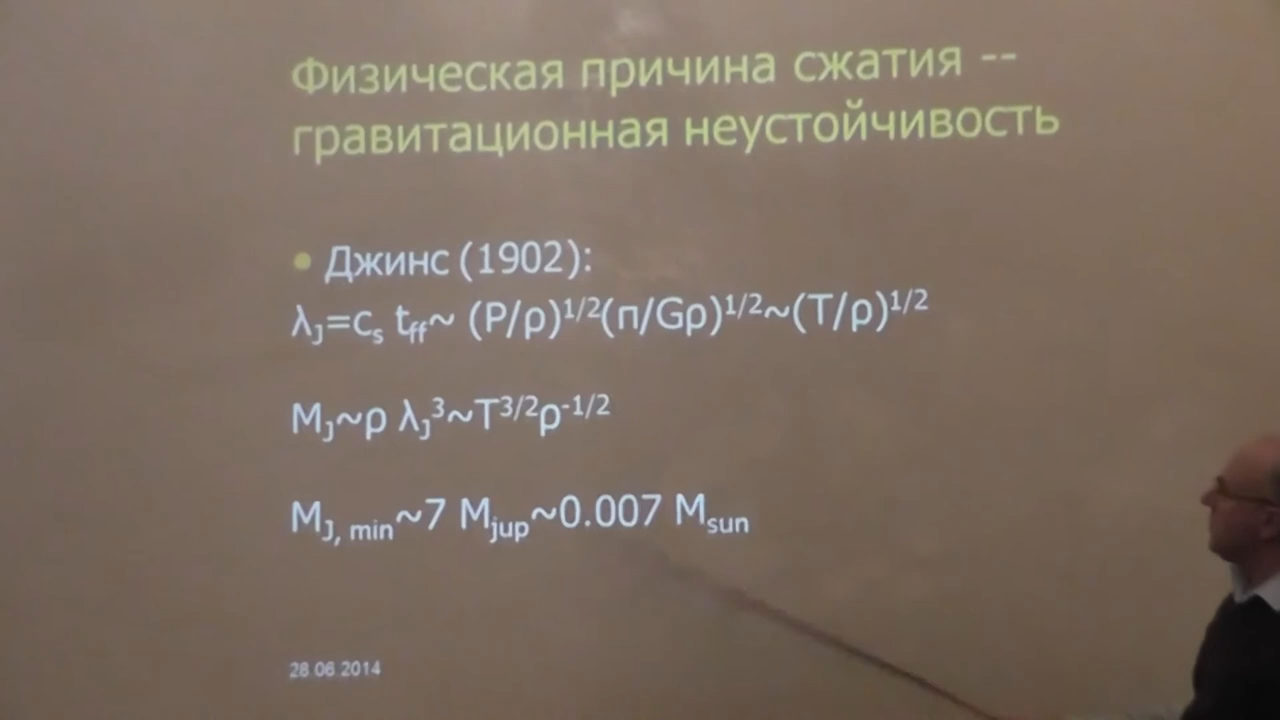 Физическая причина сжатия --
гравитационная неустойчивость
• Джинс (1902):
λJ=cs tff~ (P/ρ)1/2(π/Gρ)1/2~(T/ρ)1/2
MJ~ρ λJ3~T3/2ρ-1/2
MJ, min~7 Mjup~0.007 Msun
28.06.2014